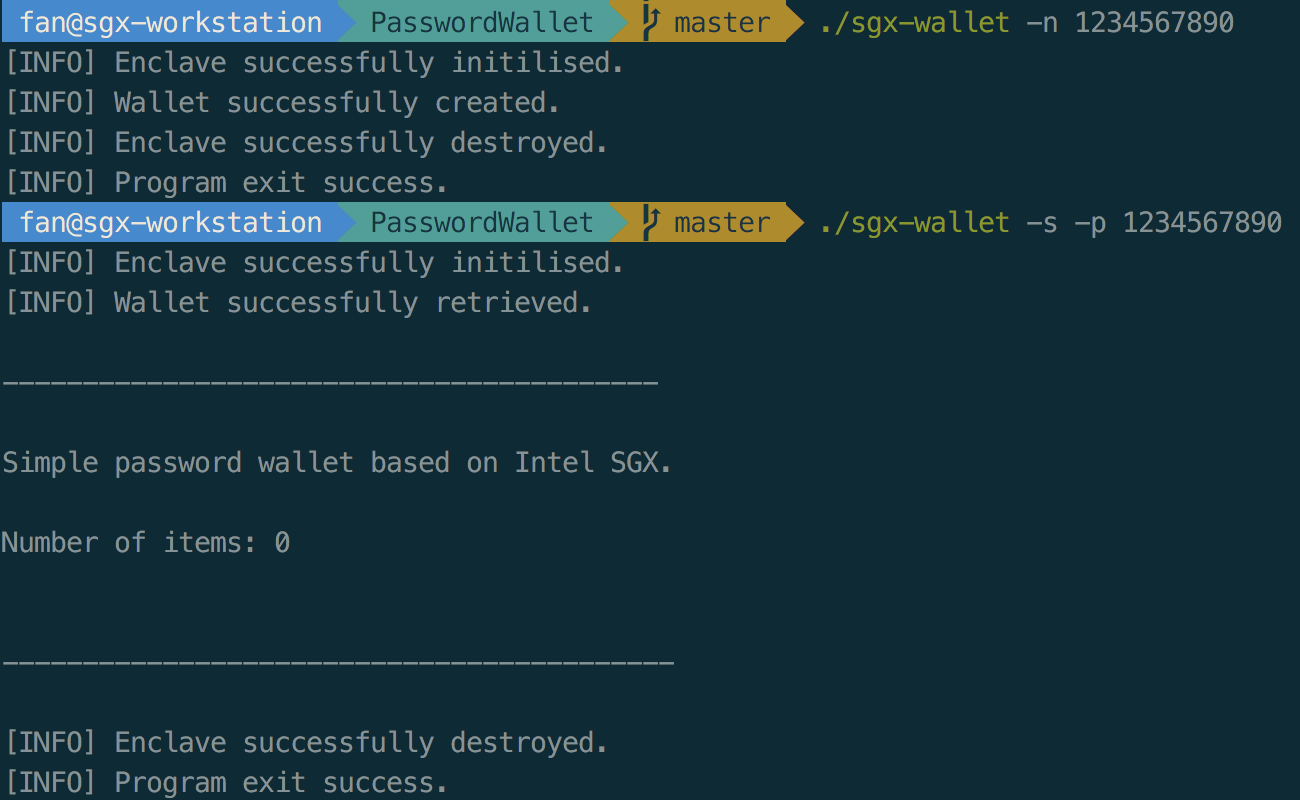 fan@sgx-workstation PasswordWallet master ./sgx-wallet -n 1234567890
[INFO] Enclave successfully initilised.
[INFO] Wallet successfully created.
[INFO] Enclave successfully destroyed.
[INFO] Program exit success.
fan@sgx-workstation PasswordWallet master ./sgx-wallet -s -p 1234567890
[INFO] Enclave successfully initilised.
[INFO] Wallet successfully retrieved.
-----------------------------------------
Simple password wallet based on Intel SGX.
Number of items: 0
------------------------------------------
[INFO] Enclave successfully destroyed.
[INFO] Program exit success.